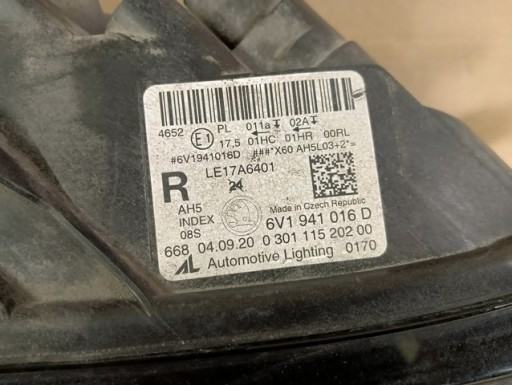 4652 E1 PL 011a 02A
17,5 01HC 01HR 00RL
#6V1941016D ###*X60 AH5L03+2*=
R LE17A6401
24
AH5
INDEX
08S
Made in Czech Republic
6V1 941 016 D
668 04.09.20 0 301 115 202 00
AL Automotive Lighting 0170